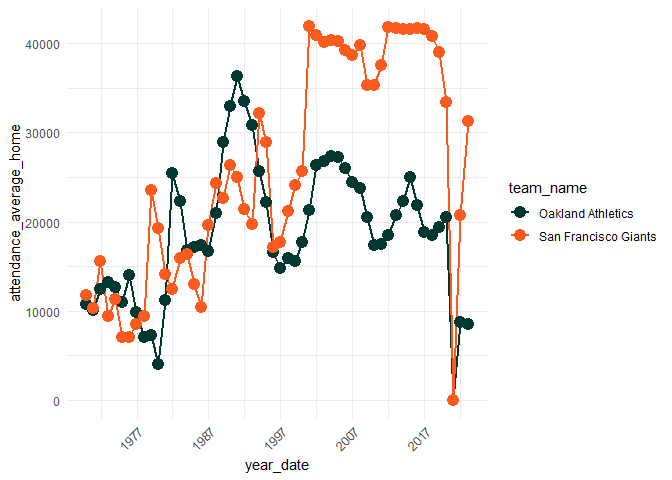 attendance_average_home
40000
30000
20000
10000
0
1977
1987
1997
2007
2017
year_date
team_name
Oakland Athletics
San Francisco Giants